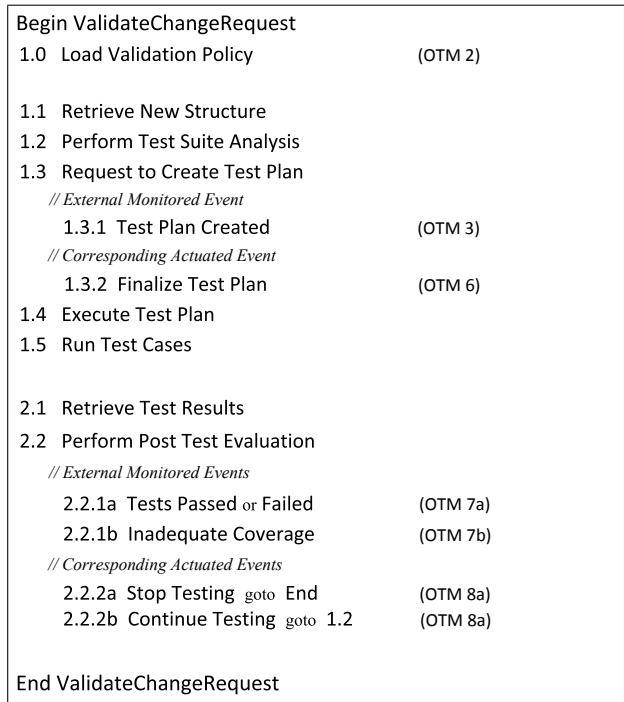 Begin ValidateChangeRequest
1.0 Load Validation Policy (OTM 2)
1.1 Retrieve New Structure
1.2 Perform Test Suite Analysis
1.3 Request to Create Test Plan
// External Monitored Event
1.3.1 Test Plan Created (OTM 3)
// Corresponding Actuated Event
1.3.2 Finalize Test Plan (OTM 6)
1.4 Execute Test Plan
1.5 Run Test Cases
2.1 Retrieve Test Results
2.2 Perform Post Test Evaluation
// External Monitored Events
2.2.1a Tests Passed or Failed (OTM 7a)
2.2.1b Inadequate Coverage (OTM 7b)
// Corresponding Actuated Events
2.2.2a Stop Testing goto End (OTM 8a)
2.2.2b Continue Testing goto 1.2 (OTM 8a)
End ValidateChangeRequest